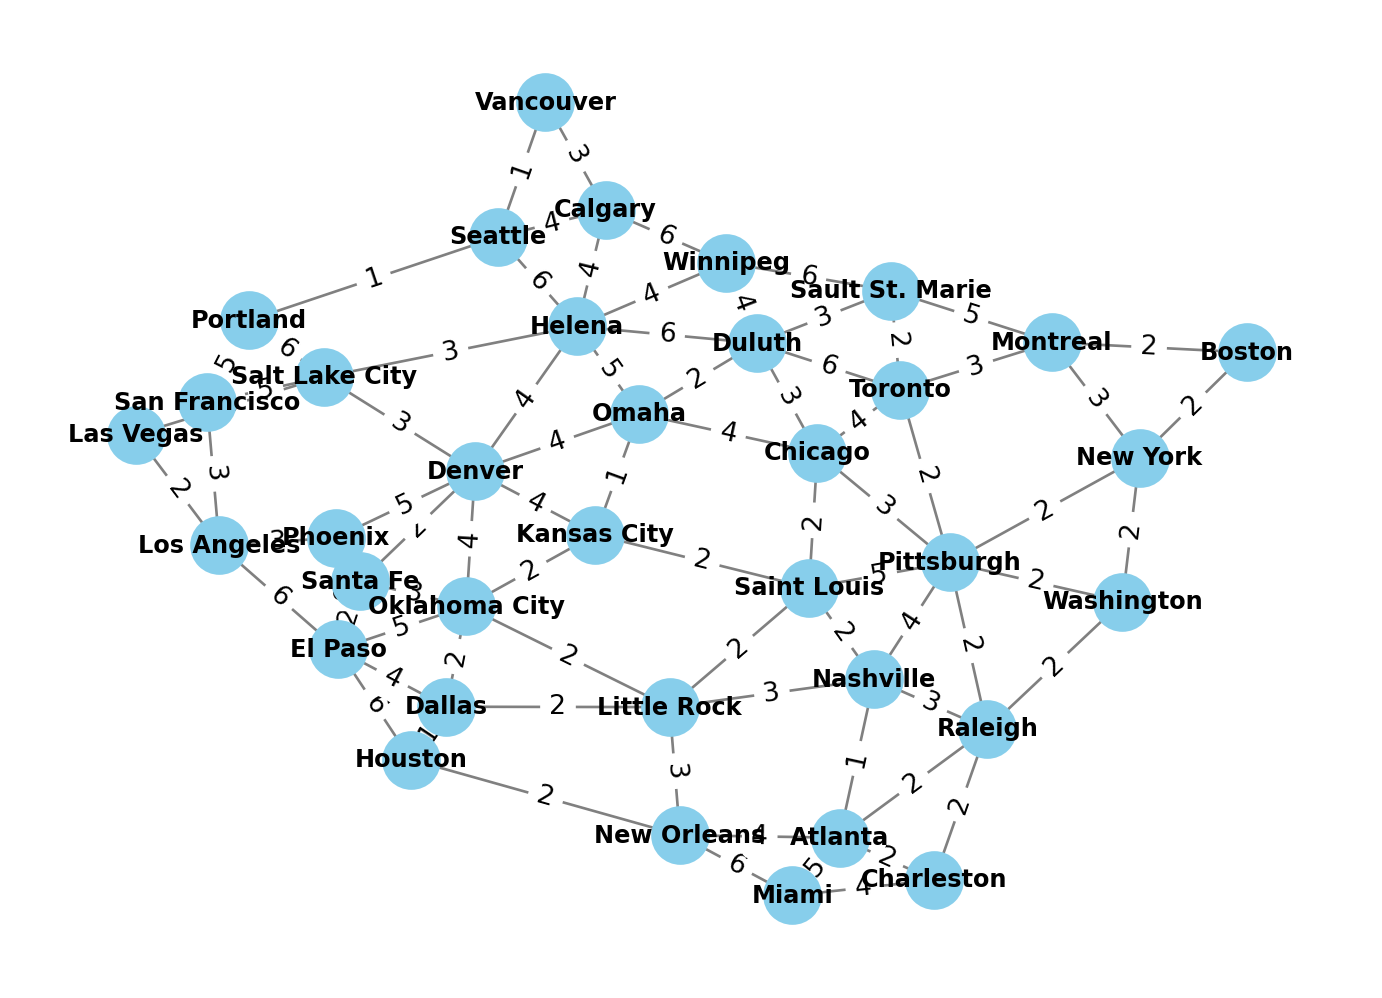 Vancouver
3
1
Calgary
4
Seattle
6
Winnipeg
4
6
1
6
4
4
Sault St. Marie
Portland
Helena
6
Duluth
3
5
2
Montreal
2
Boston
6
5
3
5
6
3
Salt Lake City
5
2
Toronto
San Francisco
3
4
3
3
2
Las Vegas
Omaha
4
4
4
Chicago
New York
3
2
Denver
1
2
5
2
4
3
2
Los Angeles
3
Phoenix
4
Kansas City
2
2
2
Pittsburgh
2
Santa Fe
3
2
Saint Louis
5
2
Washington
6
2
5
Oklahoma City
4
El Paso
2
2
2
2
2
4
Nashville
3
2
6
Dallas
2
Little Rock
3
Raleigh
1
Houston
3
1
2
2
2
New Orleans
4
Atlanta
6
5
2
Miami
4
Charleston